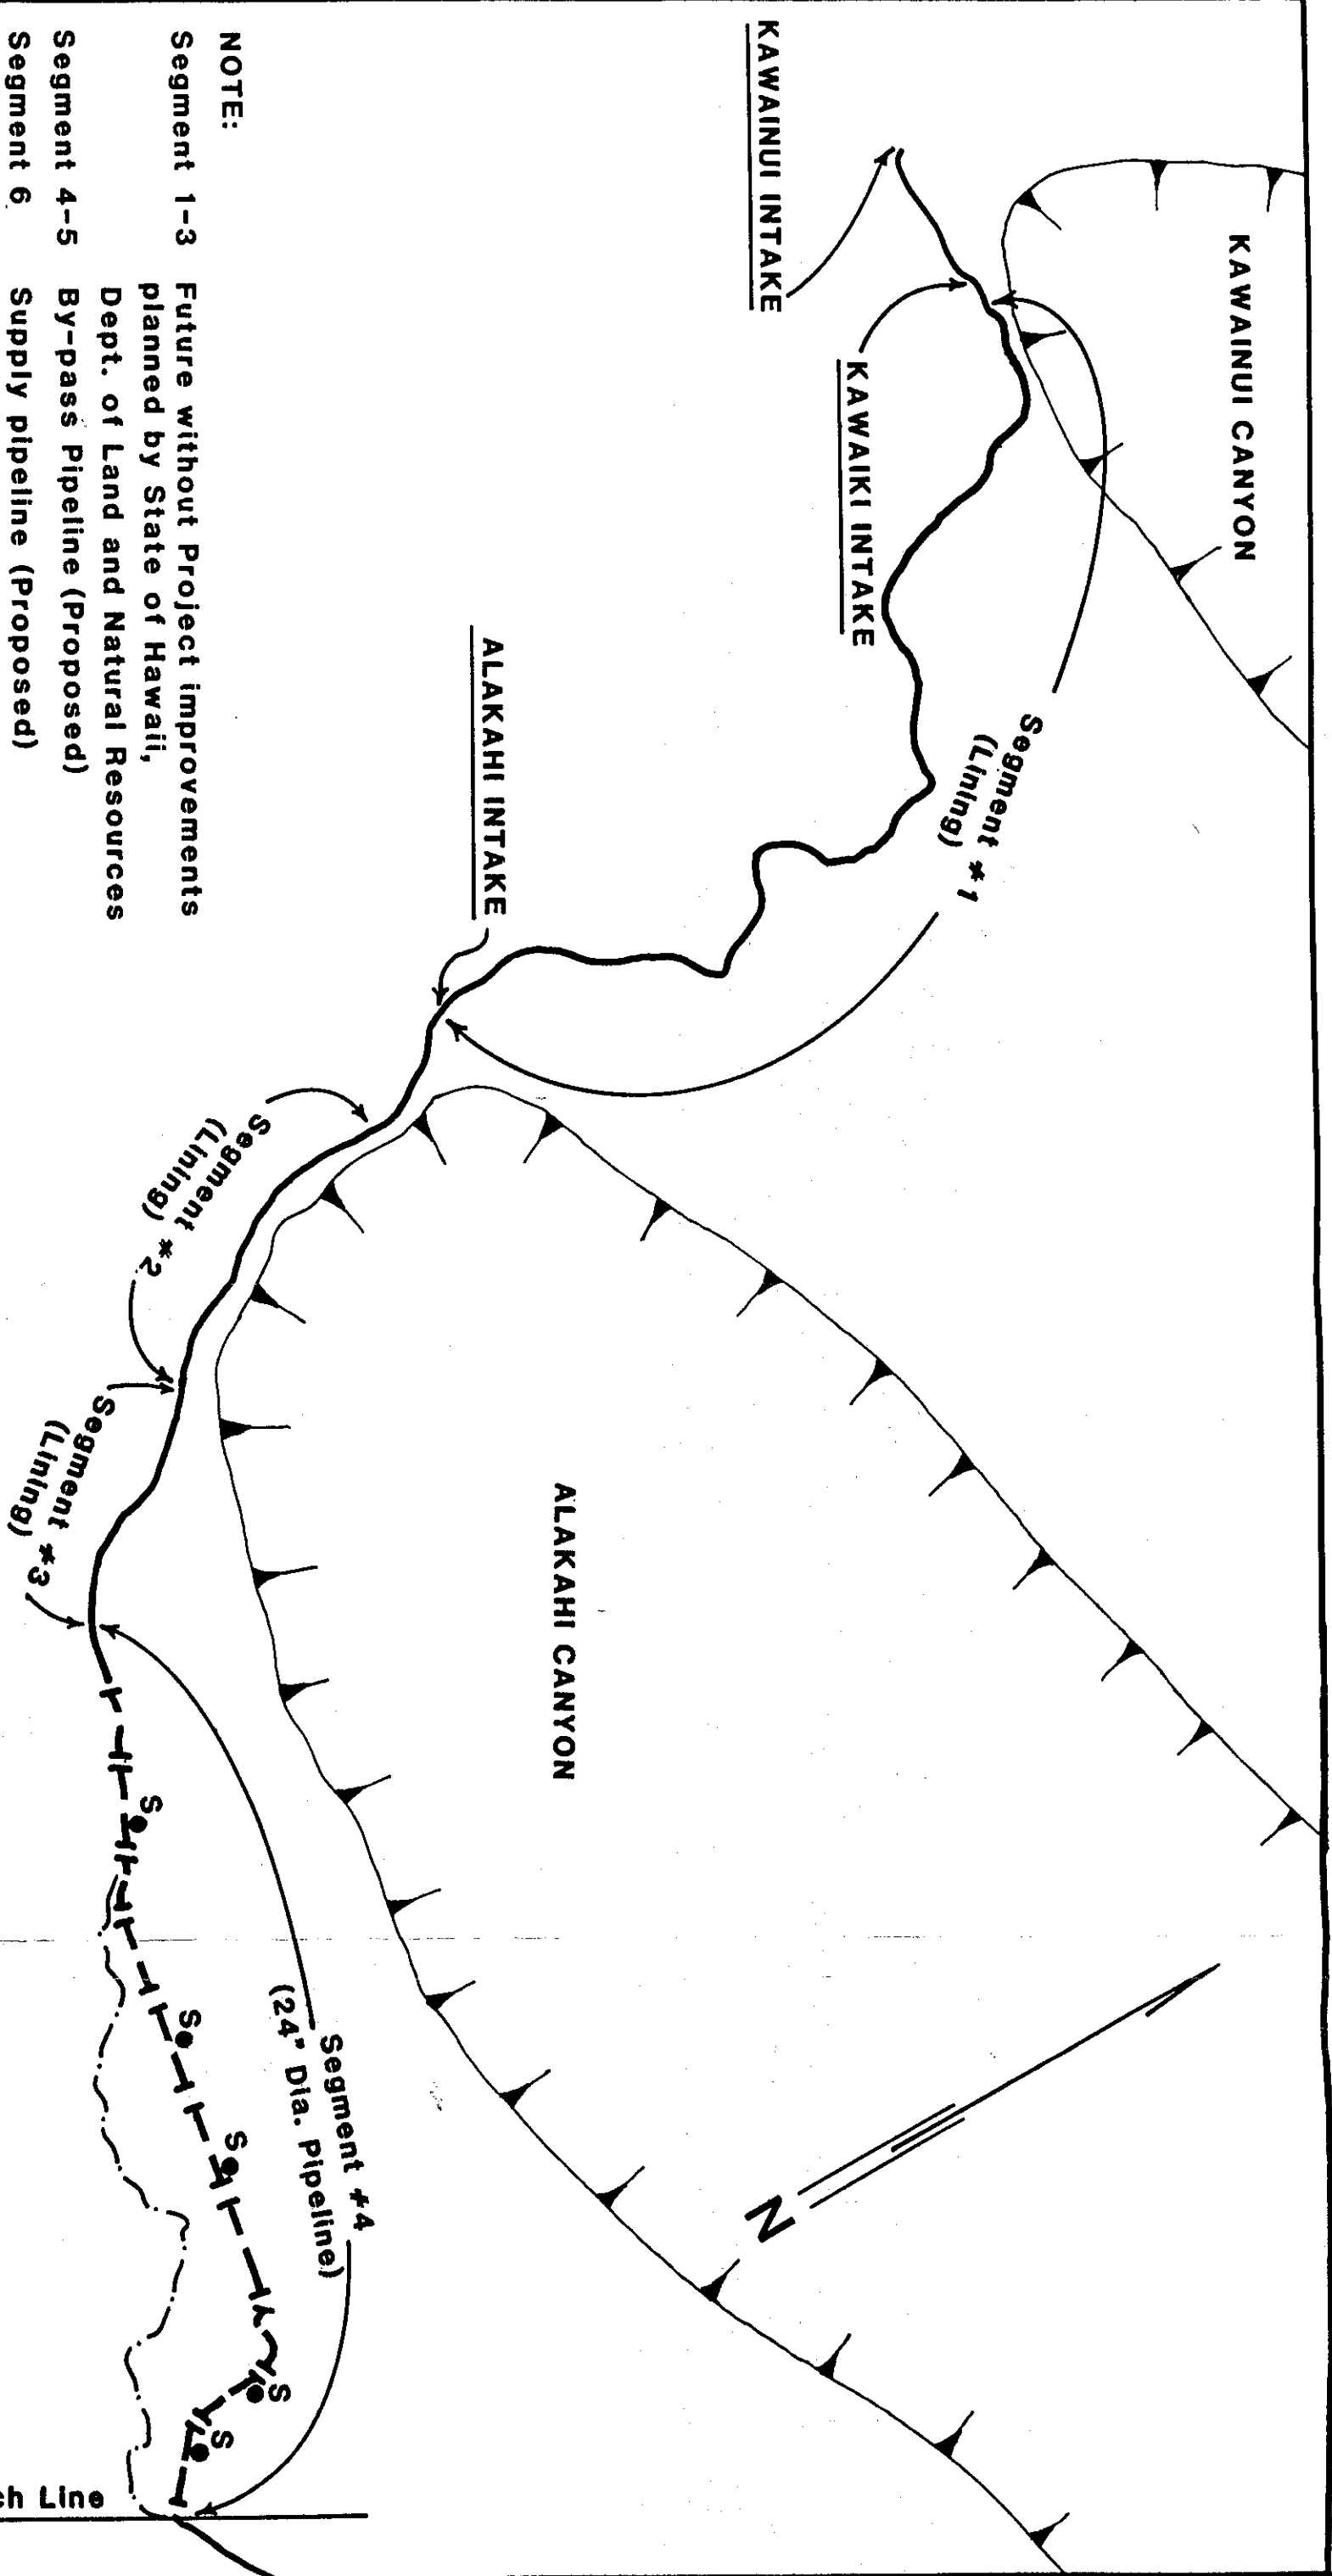 KAWAINUI CANYON
KAWAINUI INTAKE
KAWAIKI INTAKE
Segment #1
(Lining)
ALAKAHI INTAKE
Segment #2
(Lining)
Segment #3
(Lining)
ALAKAHI CANYON
Segment #4
(24" Dia. Pipeline)
N
S
S
S
S
S
ch Line
NOTE:
Segment 1-3 Future without Project improvements
planned by State of Hawaii,
Dept. of Land and Natural Resources
Segment 4-5 By-pass Pipeline (Proposed)
Segment 6 Supply pipeline (Proposed)